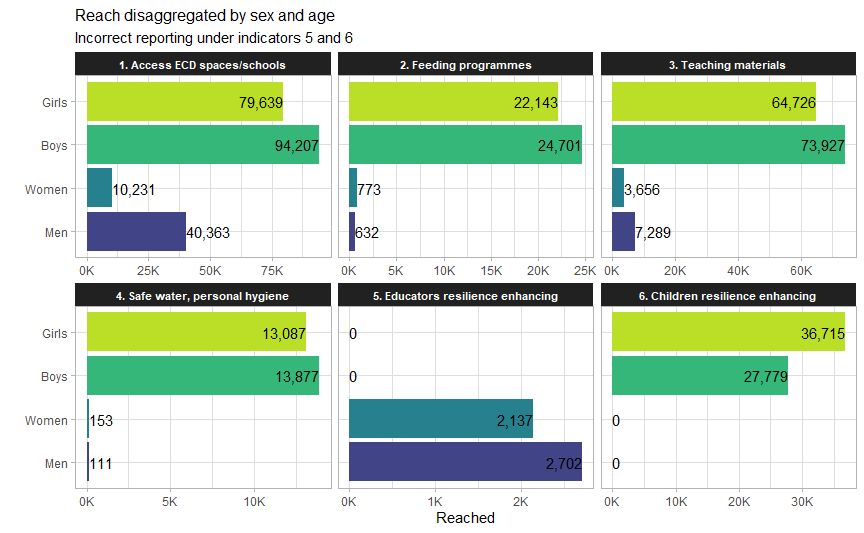 Reach disaggregated by sex and age
Incorrect reporting under indicators 5 and 6
1. Access ECD spaces/schools
2. Feeding programmes
3. Teaching materials
Girls
79,639
22,143
64,726
Boys
94,207
24,701
73,927
Women
10,231
773
3,656
Men
40,363
632
7,289
0K 25K 50K 75K
0K 5K 10K 15K 20K 25K
0K 20K 40K 60K
4. Safe water, personal hygiene
5. Educators resilience enhancing
6. Children resilience enhancing
Girls
13,087
0
36,715
Boys
13,877
0
27,779
Women
153
2,137
0
Men
111
2,702
0
0K 5K 10K
0K 1K 2K
0K 10K 20K 30K
Reached